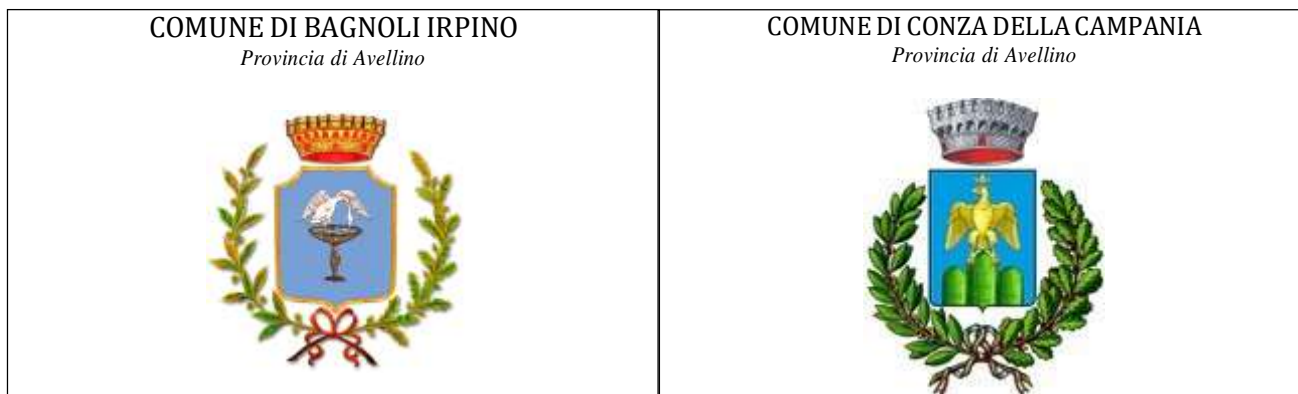 COMUNE DI BAGNOLI IRPINO
Provincia di Avellino
COMUNE DI CONZA DELLA CAMPANIA
Provincia di Avellino